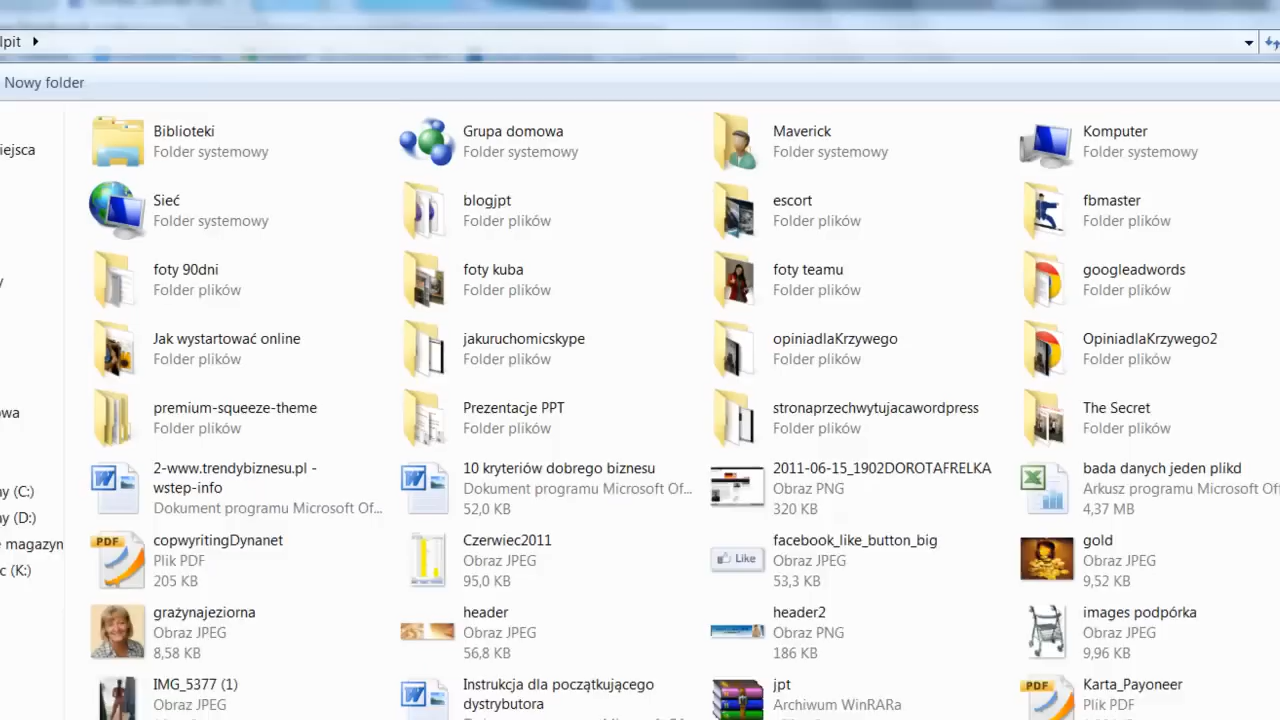 lpit
Nowy folder
iejsca
y
owa
ny (C:)
ny (D:)
e magazyn
c (K:)
Biblioteki
Folder systemowy
Grupa domowa
Folder systemowy
Maverick
Folder systemowy
Komputer
Folder systemowy
Sieć
Folder systemowy
blogjpt
Folder plików
escort
Folder plików
fbmaster
Folder plików
foty 90dni
Folder plików
foty kuba
Folder plików
foty teamu
Folder plików
googleadwords
Folder plików
Jak wystartować online
Folder plików
jakuruchomicskype
Folder plików
opiniadlaKrzywego
Folder plików
OpiniadlaKrzywego2
Folder plików
premium-squeeze-theme
Folder plików
Prezentacje PPT
Folder plików
stronaprzechwytujacawordpress
Folder plików
The Secret
Folder plików
2-www.trendybiznesu.pl -
wstep-info
Dokument programu Microsoft Of...
10 kryteriów dobrego biznesu
Dokument programu Microsoft Of...
52,0 KB
2011-06-15_1902DOROTAFRELKA
Obraz PNG
320 KB
bada danych jeden plikd
Arkusz programu Microsoft Of
4,37 MB
PDF
copwritingDynanet
Plik PDF
205 KB
Czerwiec2011
Obraz JPEG
95,0 KB
Like
facebook_like_button_big
Obraz JPEG
53,3 KB
gold
Obraz JPEG
9,52 KB
grażynajeziorna
Obraz JPEG
8,58 KB
header
Obraz JPEG
56,8 KB
header2
Obraz PNG
186 KB
images podpórka
Obraz JPEG
9,96 KB
IMG_5377 (1)
Obraz JPEG
Instrukcja dla początkującego
dystrybutora
jpt
Archiwum WinRARa
PDF
Karta_Payoneer
Plik PDF